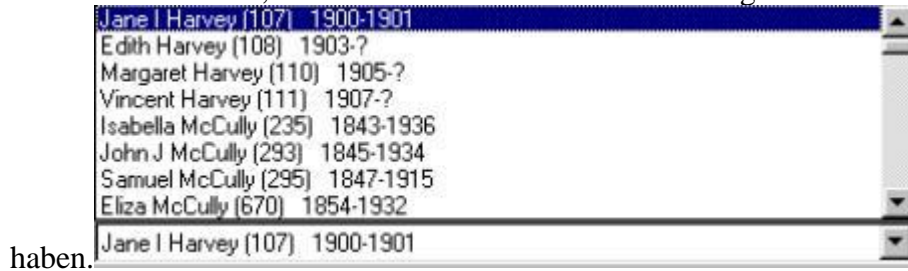 Jane I Harvey (107) 1900-1901
Edith Harvey (108) 1903-?
Margaret Harvey (110) 1905-?
Vincent Harvey (111) 1907-?
Isabella McCully (235) 1843-1936
John J McCully (293) 1845-1934
Samuel McCully (295) 1847-1915
Eliza McCully (670) 1854-1932
haben. Jane I Harvey (107) 1900-1901